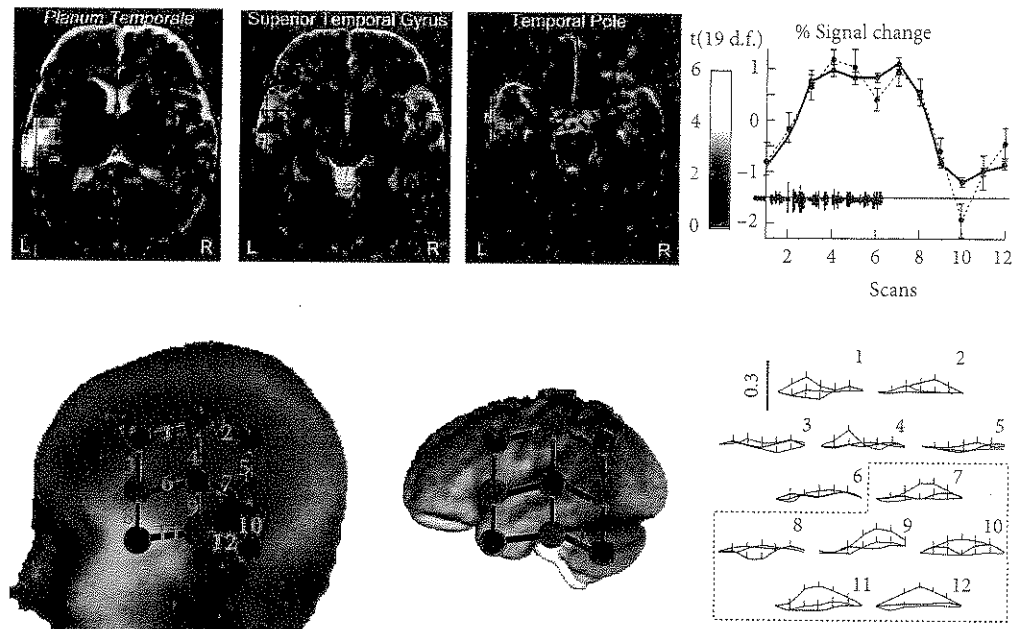 Planum Temporale
Superior Temporal Gyrus
Temporal Pole
t(19 d.f.)
% Signal change
6
4
2
0
1
0
−1
−2
L R
L R
L R
2 4 6 8 10 12
Scans
1 2
4 5
6 7
9
10
12
0.3
1 2
3 4 5
6 7
8 9 10
11 12